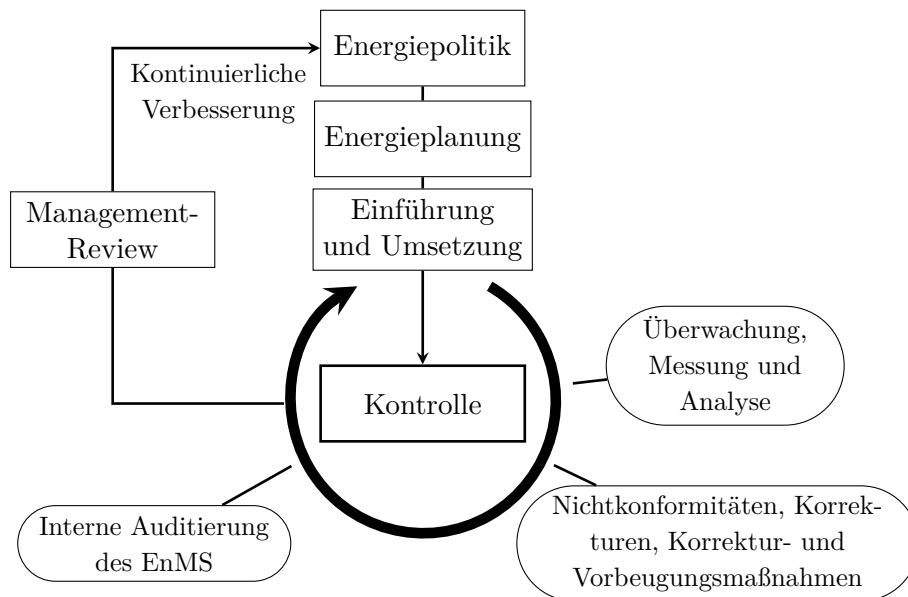 Energiepolitik
Kontinuierliche
Verbesserung
Energieplanung
Management-
Review
Einführung
und Umsetzung
Überwachung,
Messung und
Analyse
Kontrolle
Interne Auditierung
des EnMS
Nichtkonformitäten, Korrek-
turen, Korrektur- und
Vorbeugungsmaßnahmen